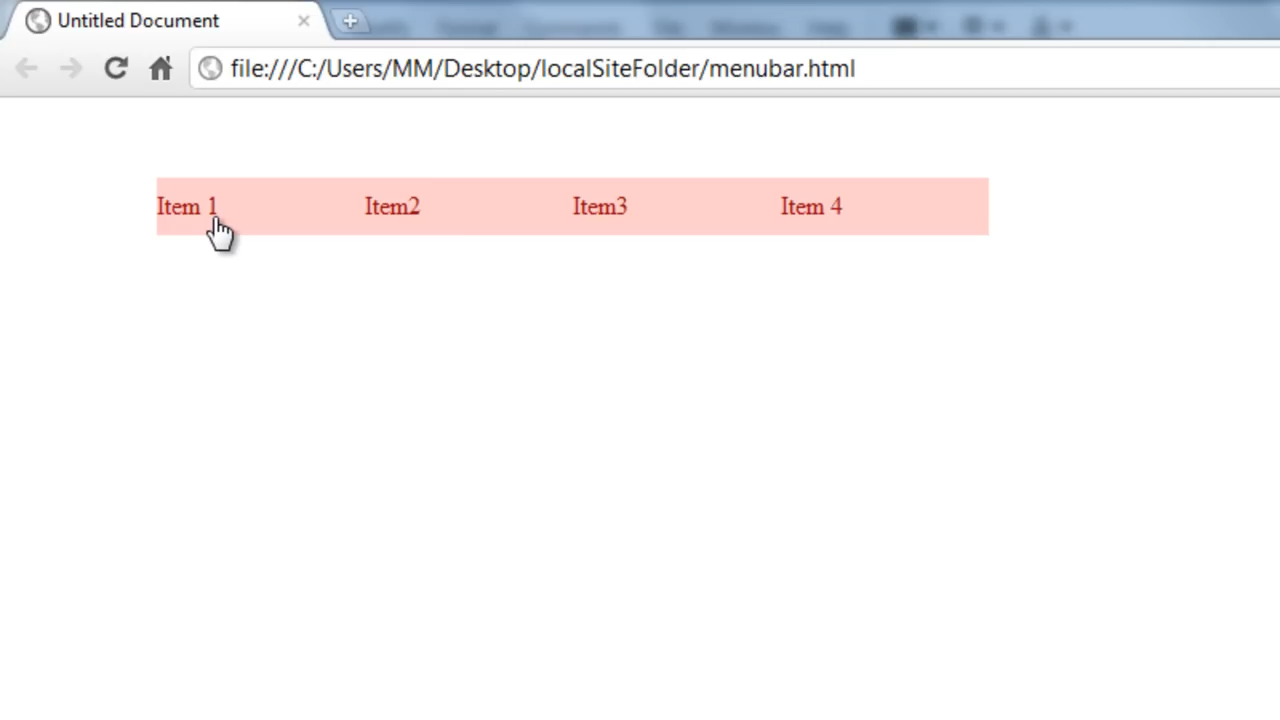 Untitled Document
file:///C:/Users/MM/Desktop/localSiteFolder/menubar.html
Item 1 Item2 Item3 Item 4